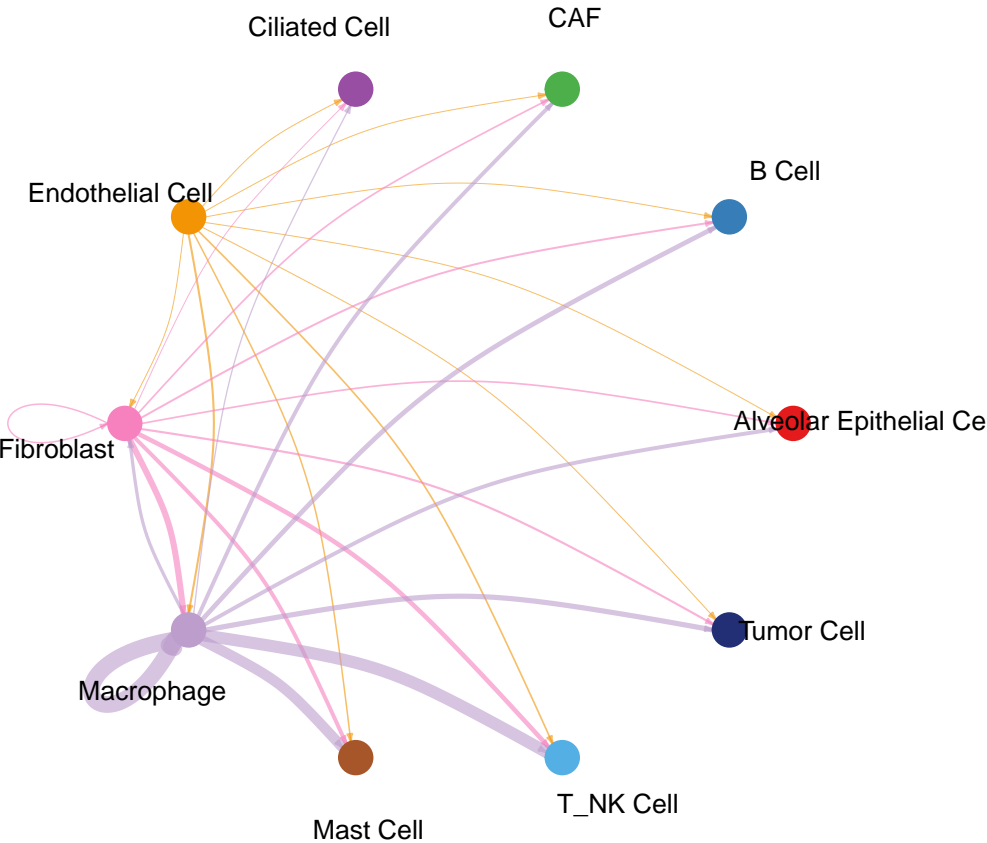 CAF
Ciliated Cell
B Cell
Endothelial Cell
Alveolar Epithelial Ce
Fibroblast
Tumor Cell
Macrophage
T_NK Cell
Mast Cell